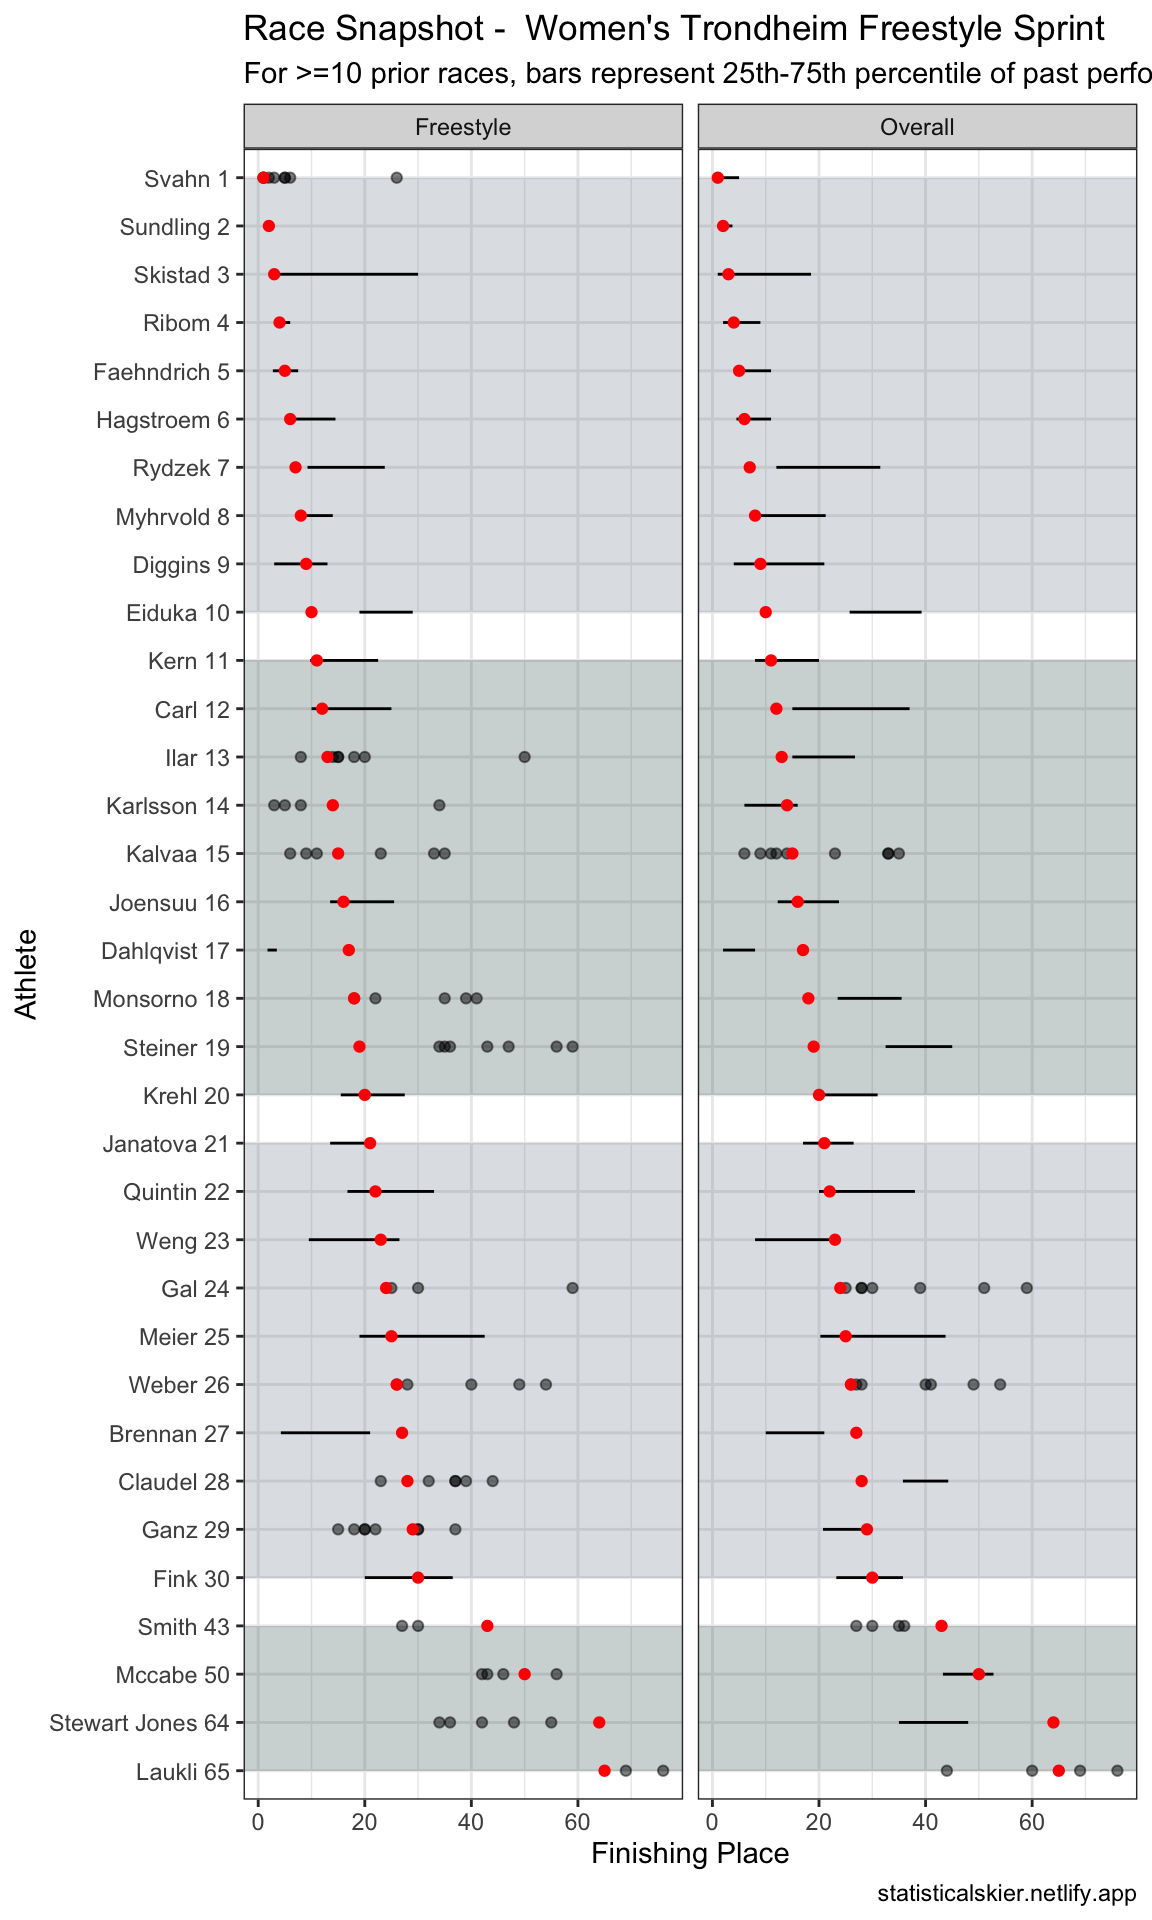 Race Snapshot -  Women's Trondheim Freestyle Sprint
For >=10 prior races, bars represent 25th-75th percentile of past perfo
Freestyle
Overall
Svahn 1
Sundling 2
Skistad 3
Ribom 4
Faehndrich 5
Hagstroem 6
Rydzek 7
Myhrvold 8
Diggins 9
Eiduka 10
Kern 11
Carl 12
Ilar 13
Karlsson 14
Kalvaa 15
Joensuu 16
Dahlqvist 17
Monsorno 18
Steiner 19
Krehl 20
Janatova 21
Quintin 22
Weng 23
Gal 24
Meier 25
Weber 26
Brennan 27
Claudel 28
Ganz 29
Fink 30
Smith 43
Mccabe 50
Stewart Jones 64
Laukli 65
Athlete
0 20 40 60
0 20 40 60
Finishing Place
statisticalskier.netlify.app